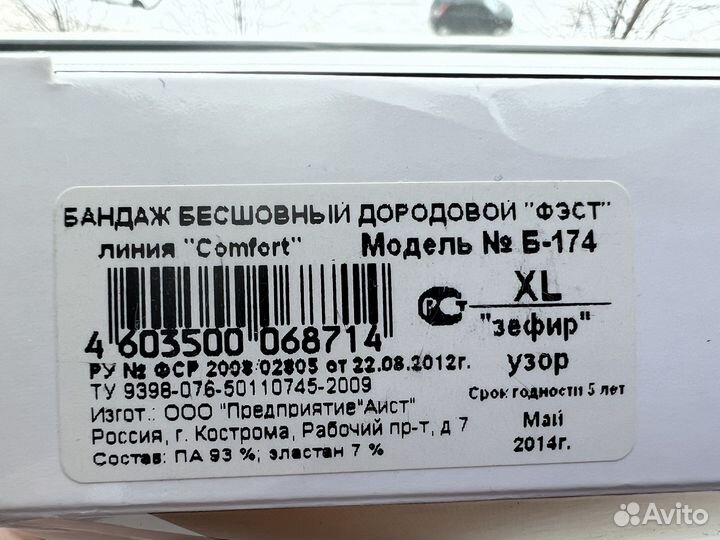 БАНДАЖ БЕСШОВНЫЙ ДОРОДОВОЙ "ФЭСТ"
линия "Comfort" Модель № Б-174
4 603500 068714
РСТ
XL
"зефир"
узор
РУ № ФСР 2008/02805 от 22.08.2012г.
ТУ 9398-076-50110745-2009
Срок годности 5 лет
Изгот.: ООО "Предприятие"Аист"
Май
Россия, г. Кострома, Рабочий пр-т, д 7
2014г.
Состав: ПА 93 %; эластан 7 %
Avito